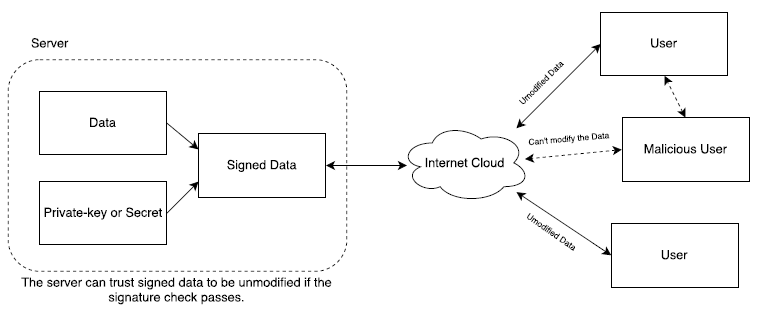 Server
Data
Private-key or Secret
Signed Data
The server can trust signed data to be unmodified if the
signature check passes.
Internet Cloud
Umodified Data
User
Can't modify the Data
Malicious User
Umodified Data
User